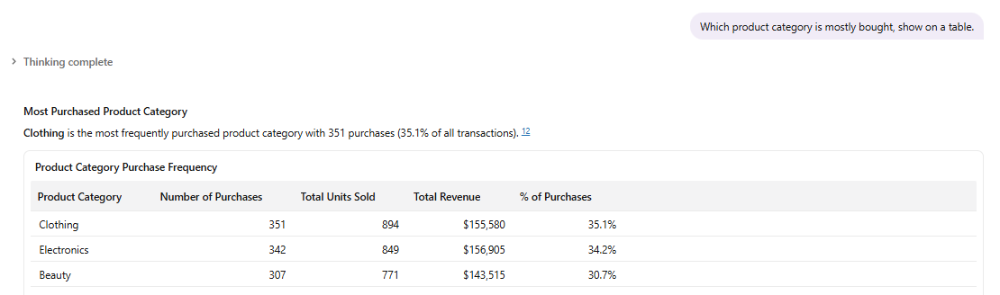 Which product category is mostly bought, show on a table.
Thinking complete
Most Purchased Product Category
Clothing is the most frequently purchased product category with 351 purchases (35.1% of all transactions). 12
Product Category Purchase Frequency
Product Category Number of Purchases Total Units Sold Total Revenue % of Purchases
Clothing 351 894 $155,580 35.1%
Electronics 342 849 $156,905 34.2%
Beauty 307 771 $143,515 30.7%